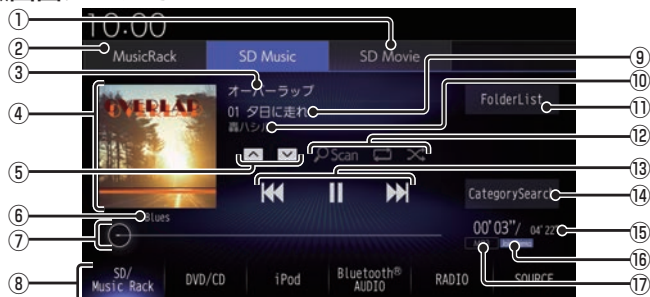 10:00
① ② ③ ④ ⑤ ⑥ ⑦ ⑧ ⑨ ⑩ ⑪ ⑫ ⑬ ⑭ ⑮ ⑯ ⑰
MusicRack SD Music SD Movie
オーバーラップ
OVERLAP
01 夕日に走れ
轟ハシル
FolderList
Scan
CategorySearch
Blues
00'03"/ 04'22"
SD/
Music Rack
DVD/CD iPod
Bluetooth®
AUDIO
RADIO SOURCE